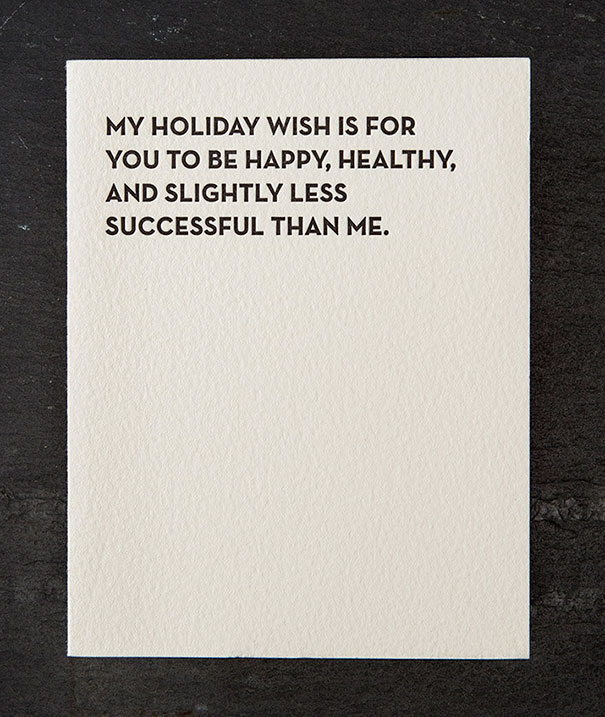 MY HOLIDAY WISH IS FOR
YOU TO BE HAPPY, HEALTHY,
AND SLIGHTLY LESS
SUCCESSFUL THAN ME.